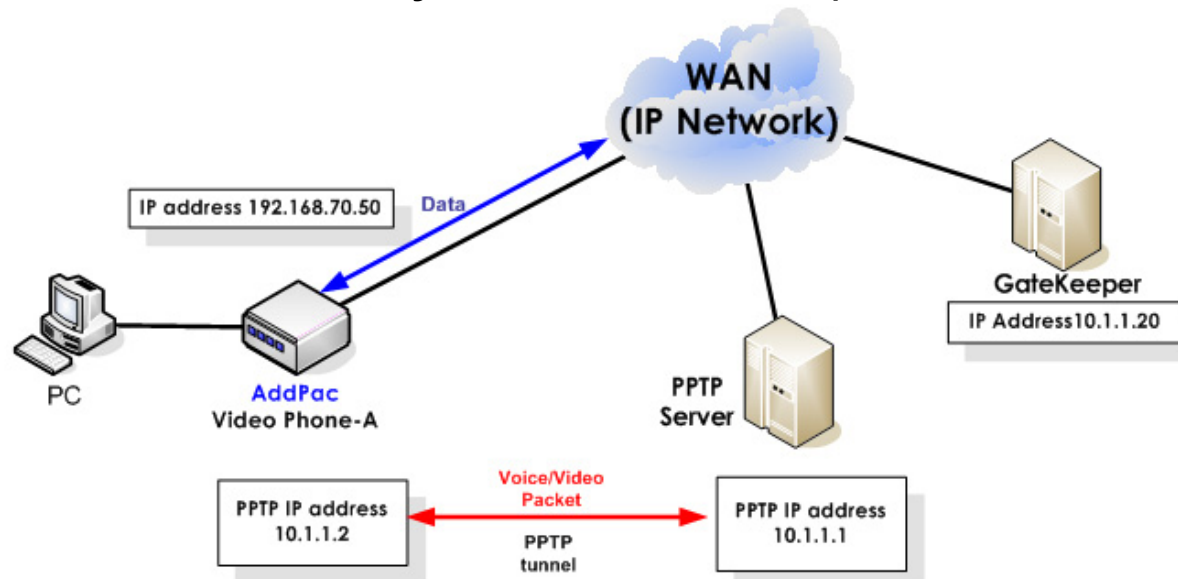 WAN
(IP Network)
IP address 192.168.70.50
Data
GateKeeper
IP Address10.1.1.20
PC
AddPac
Video Phone-A
PPTP
Server
Voice/Video
Packet
PPTP IP address
10.1.1.2
PPTP
tunnel
PPTP IP address
10.1.1.1